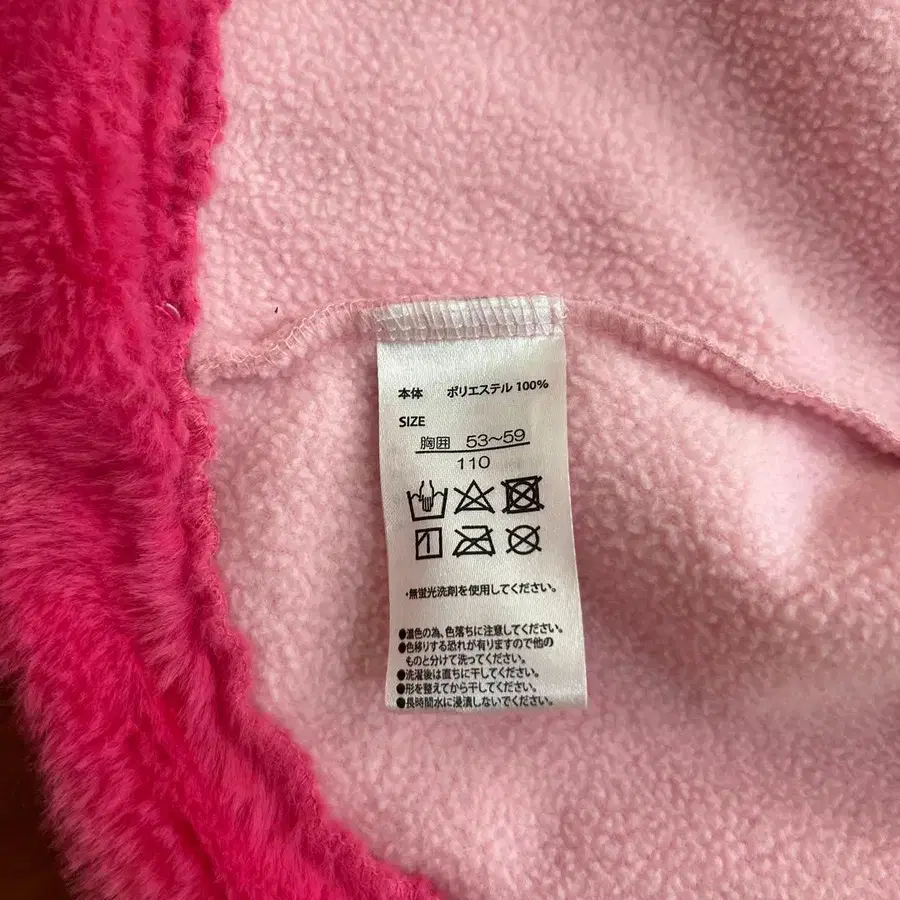 本体 ポリエステル 100%
SIZE
胸囲 53～59
110
・無蛍光洗剤を使用してください。
●濃色の為、色落ちに注意してください。
●色移りする恐れが有りますので他の
ものと分けて洗ってください。
●洗濯後は直ちに干してください。
●形を整えてから干してください。
●長時間水に浸漬しないでください。